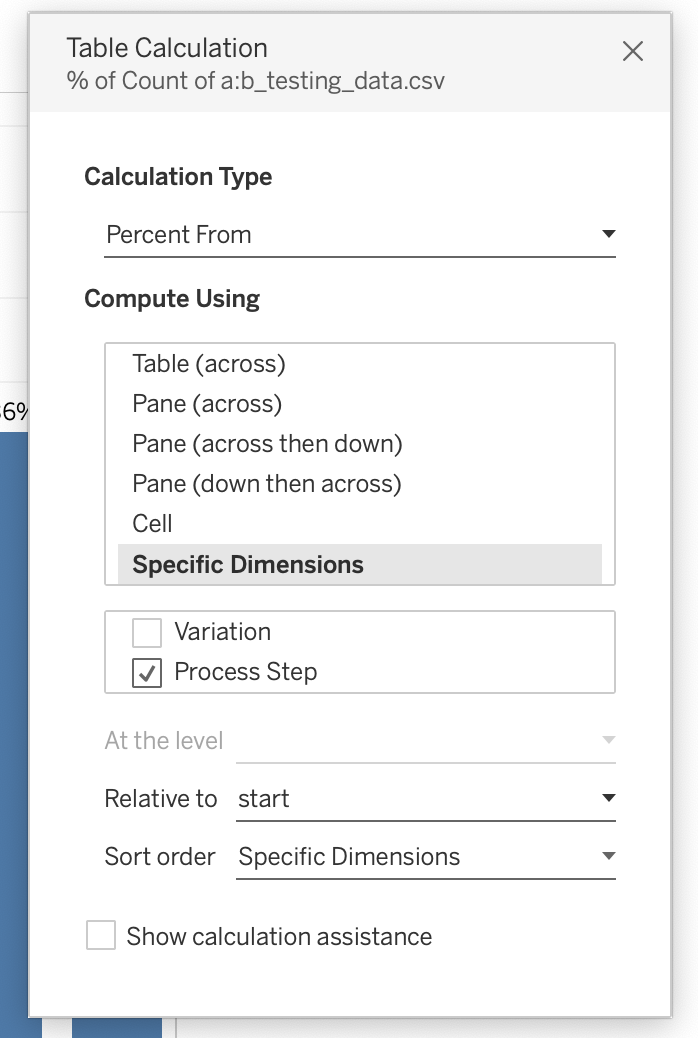 Table Calculation
% of Count of a:b_testing_data.csv
Calculation Type
Percent From
Compute Using
Table (across)
Pane (across)
Pane (across then down)
Pane (down then across)
Cell
6%
Specific Dimensions
Variation
Process Step
At the level
Relative to start
Sort order Specific Dimensions
Show calculation assistance